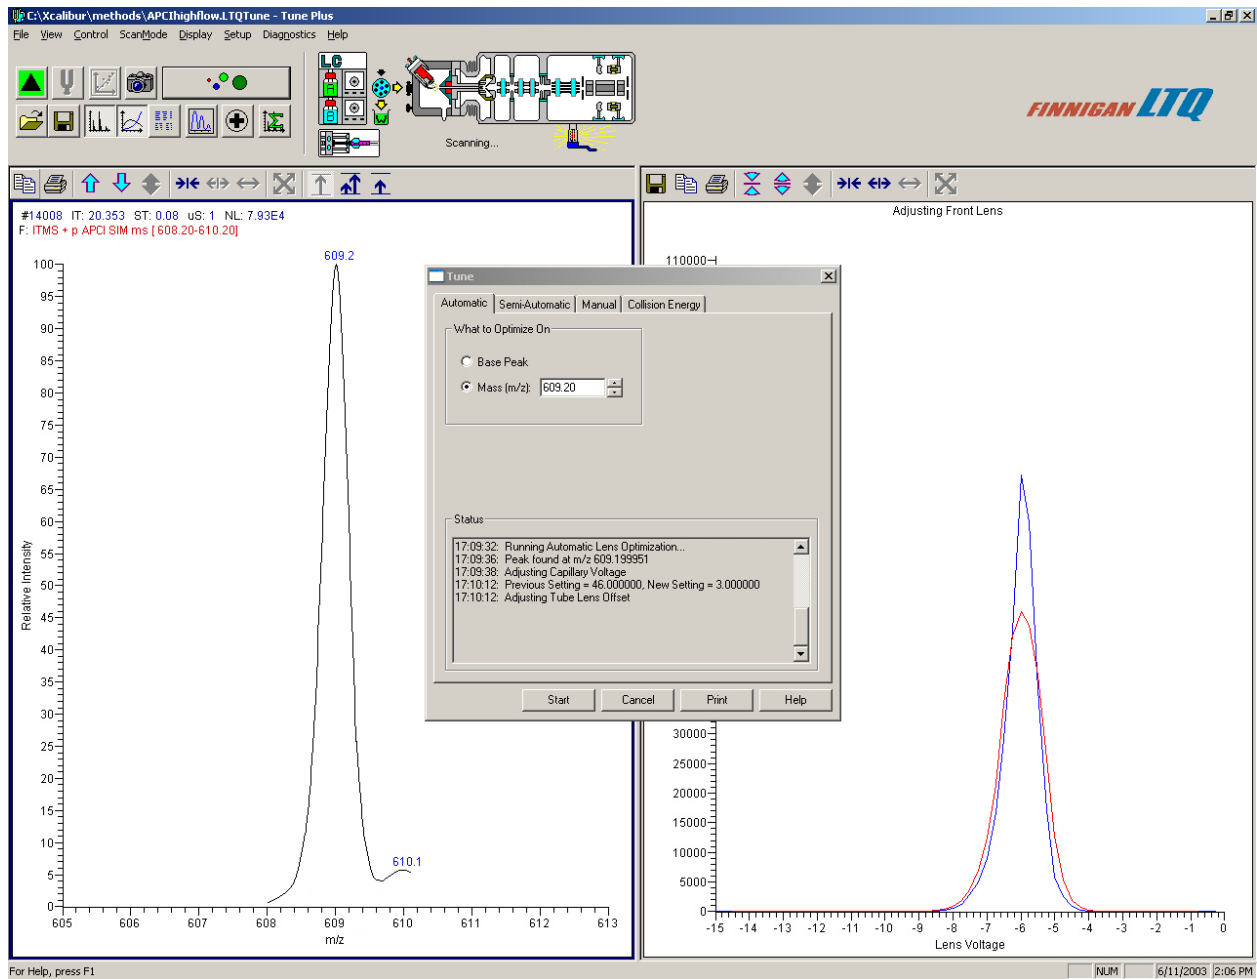 C:\Xcalibur\methods\APCIhighflow.LTQTune - Tune Plus
File View Control ScanMode Display Setup Diagnostics Help
LC
A
B
Scanning...
FINNIGAN LTQ
#14008 IT: 20.353 ST: 0.08 uS: 1 NL: 7.93E4
F: ITMS + p APCI SIM ms [ 608.20-610.20]
609.2
610.1
100
95
90
85
80
75
70
65
60
55
50
45
40
35
30
25
20
15
10
5
0
Relative Intensity
605 606 607 608 609 610 611 612 613
m/z
Adjusting Front Lens
110000
30000
25000
20000
15000
10000
5000
0
-15 -14 -13 -12 -11 -10 -9 -8 -7 -6 -5 -4 -3 -2 -1 0
Lens Voltage
Tune
Automatic Semi-Automatic Manual Collision Energy
What to Optimize On
Base Peak
Mass (m/z): 609.20
Status
17:09:32: Running Automatic Lens Optimization...
17:09:36: Peak found at m/z 609.199951
17:09:38: Adjusting Capillary Voltage
17:10:12: Previous Setting = 46.000000, New Setting = 3.000000
17:10:12: Adjusting Tube Lens Offset
Start Cancel Print Help
For Help, press F1
NUM 6/11/2003 2:06 PM